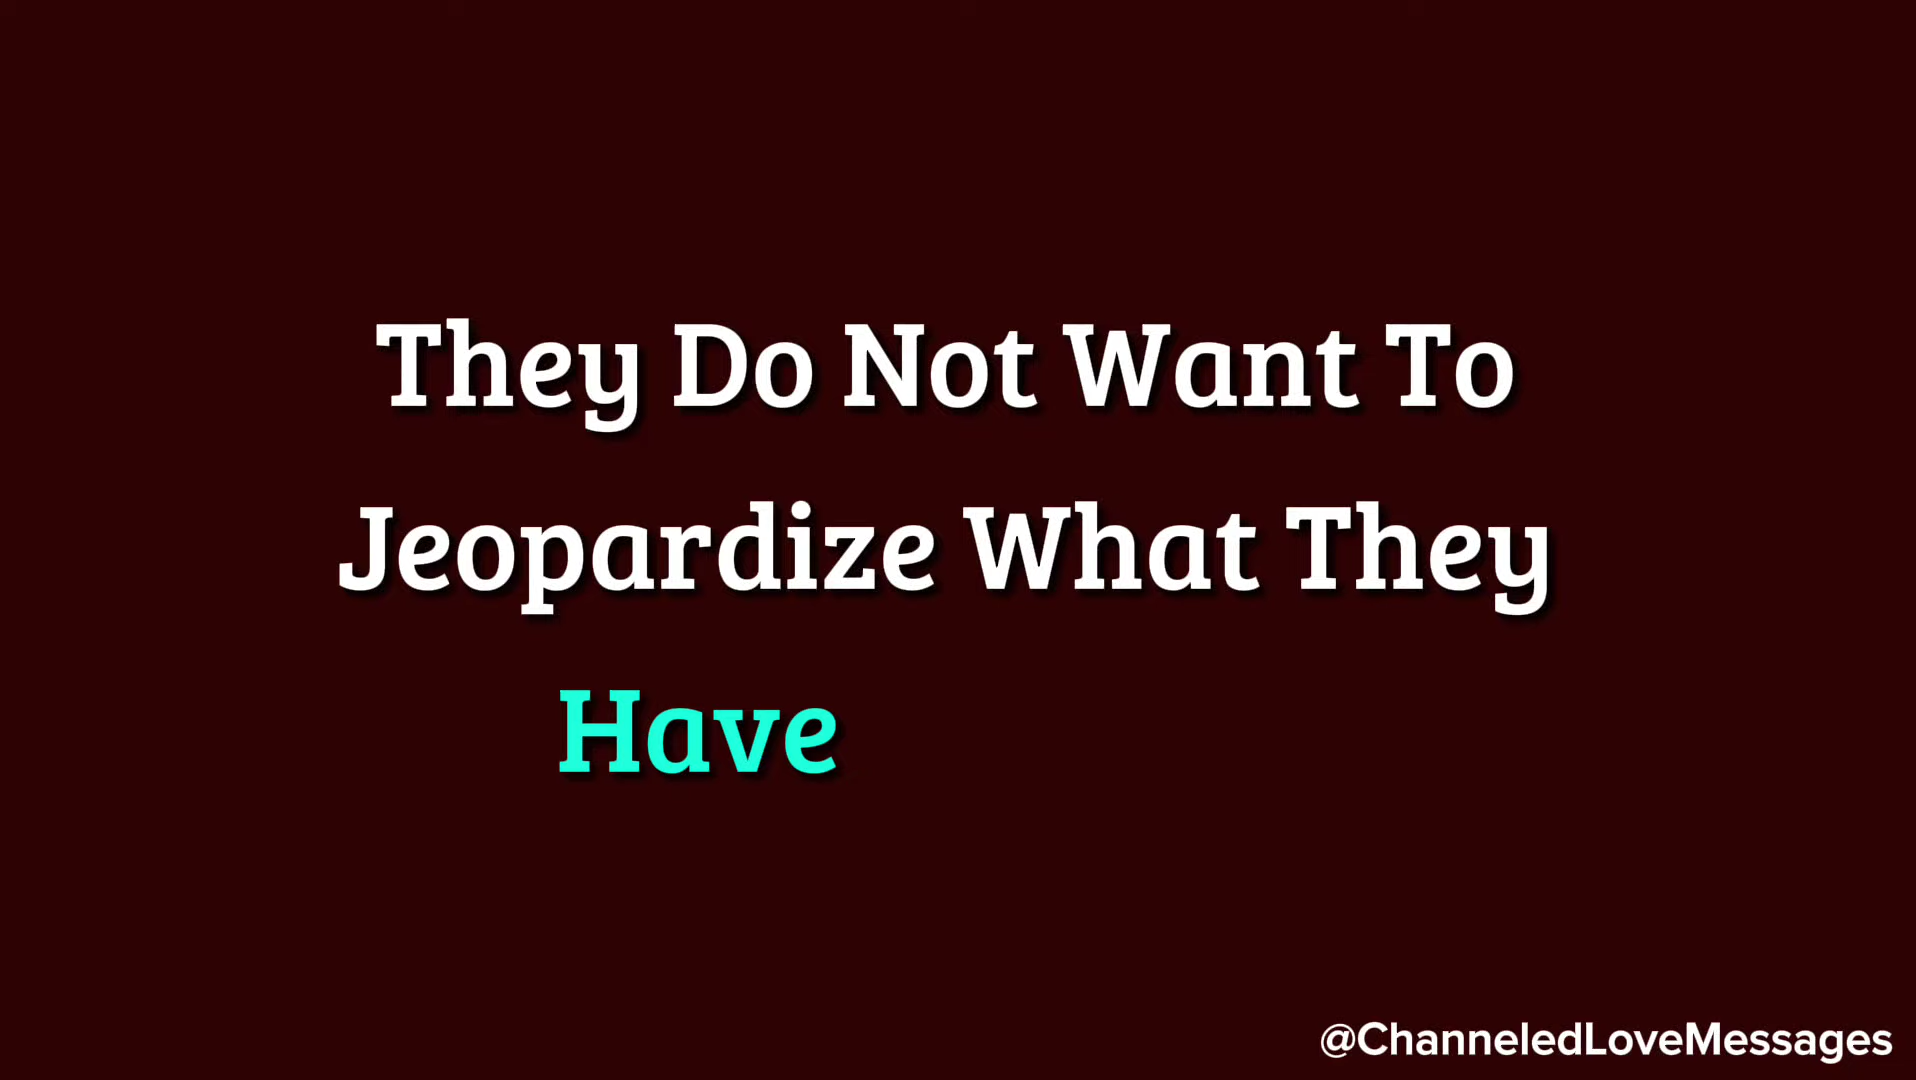 They Do Not Want To
Jeopardize What They
Have
@ChanneledLoveMessages